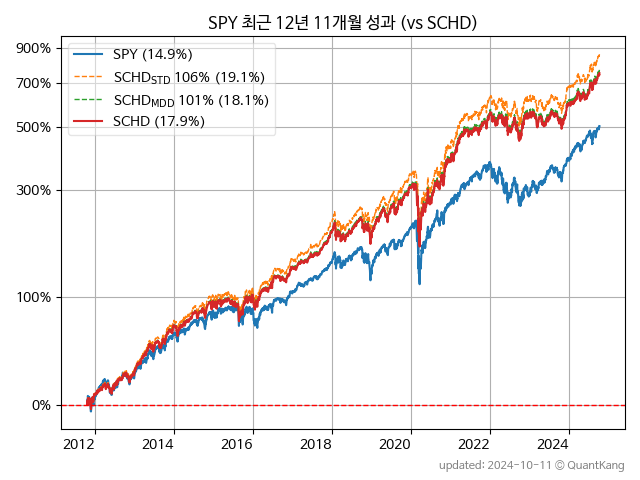 SPY 최근 12년 11개월 성과 (vs SCHD)
900%
700%
500%
300%
100%
0%
SPY (14.9%)
SCHD_STD 106% (19.1%)
SCHD_MDD 101% (18.1%)
SCHD (17.9%)
2012 2014 2016 2018 2020 2022 2024
updated: 2024-10-11 © QuantKang